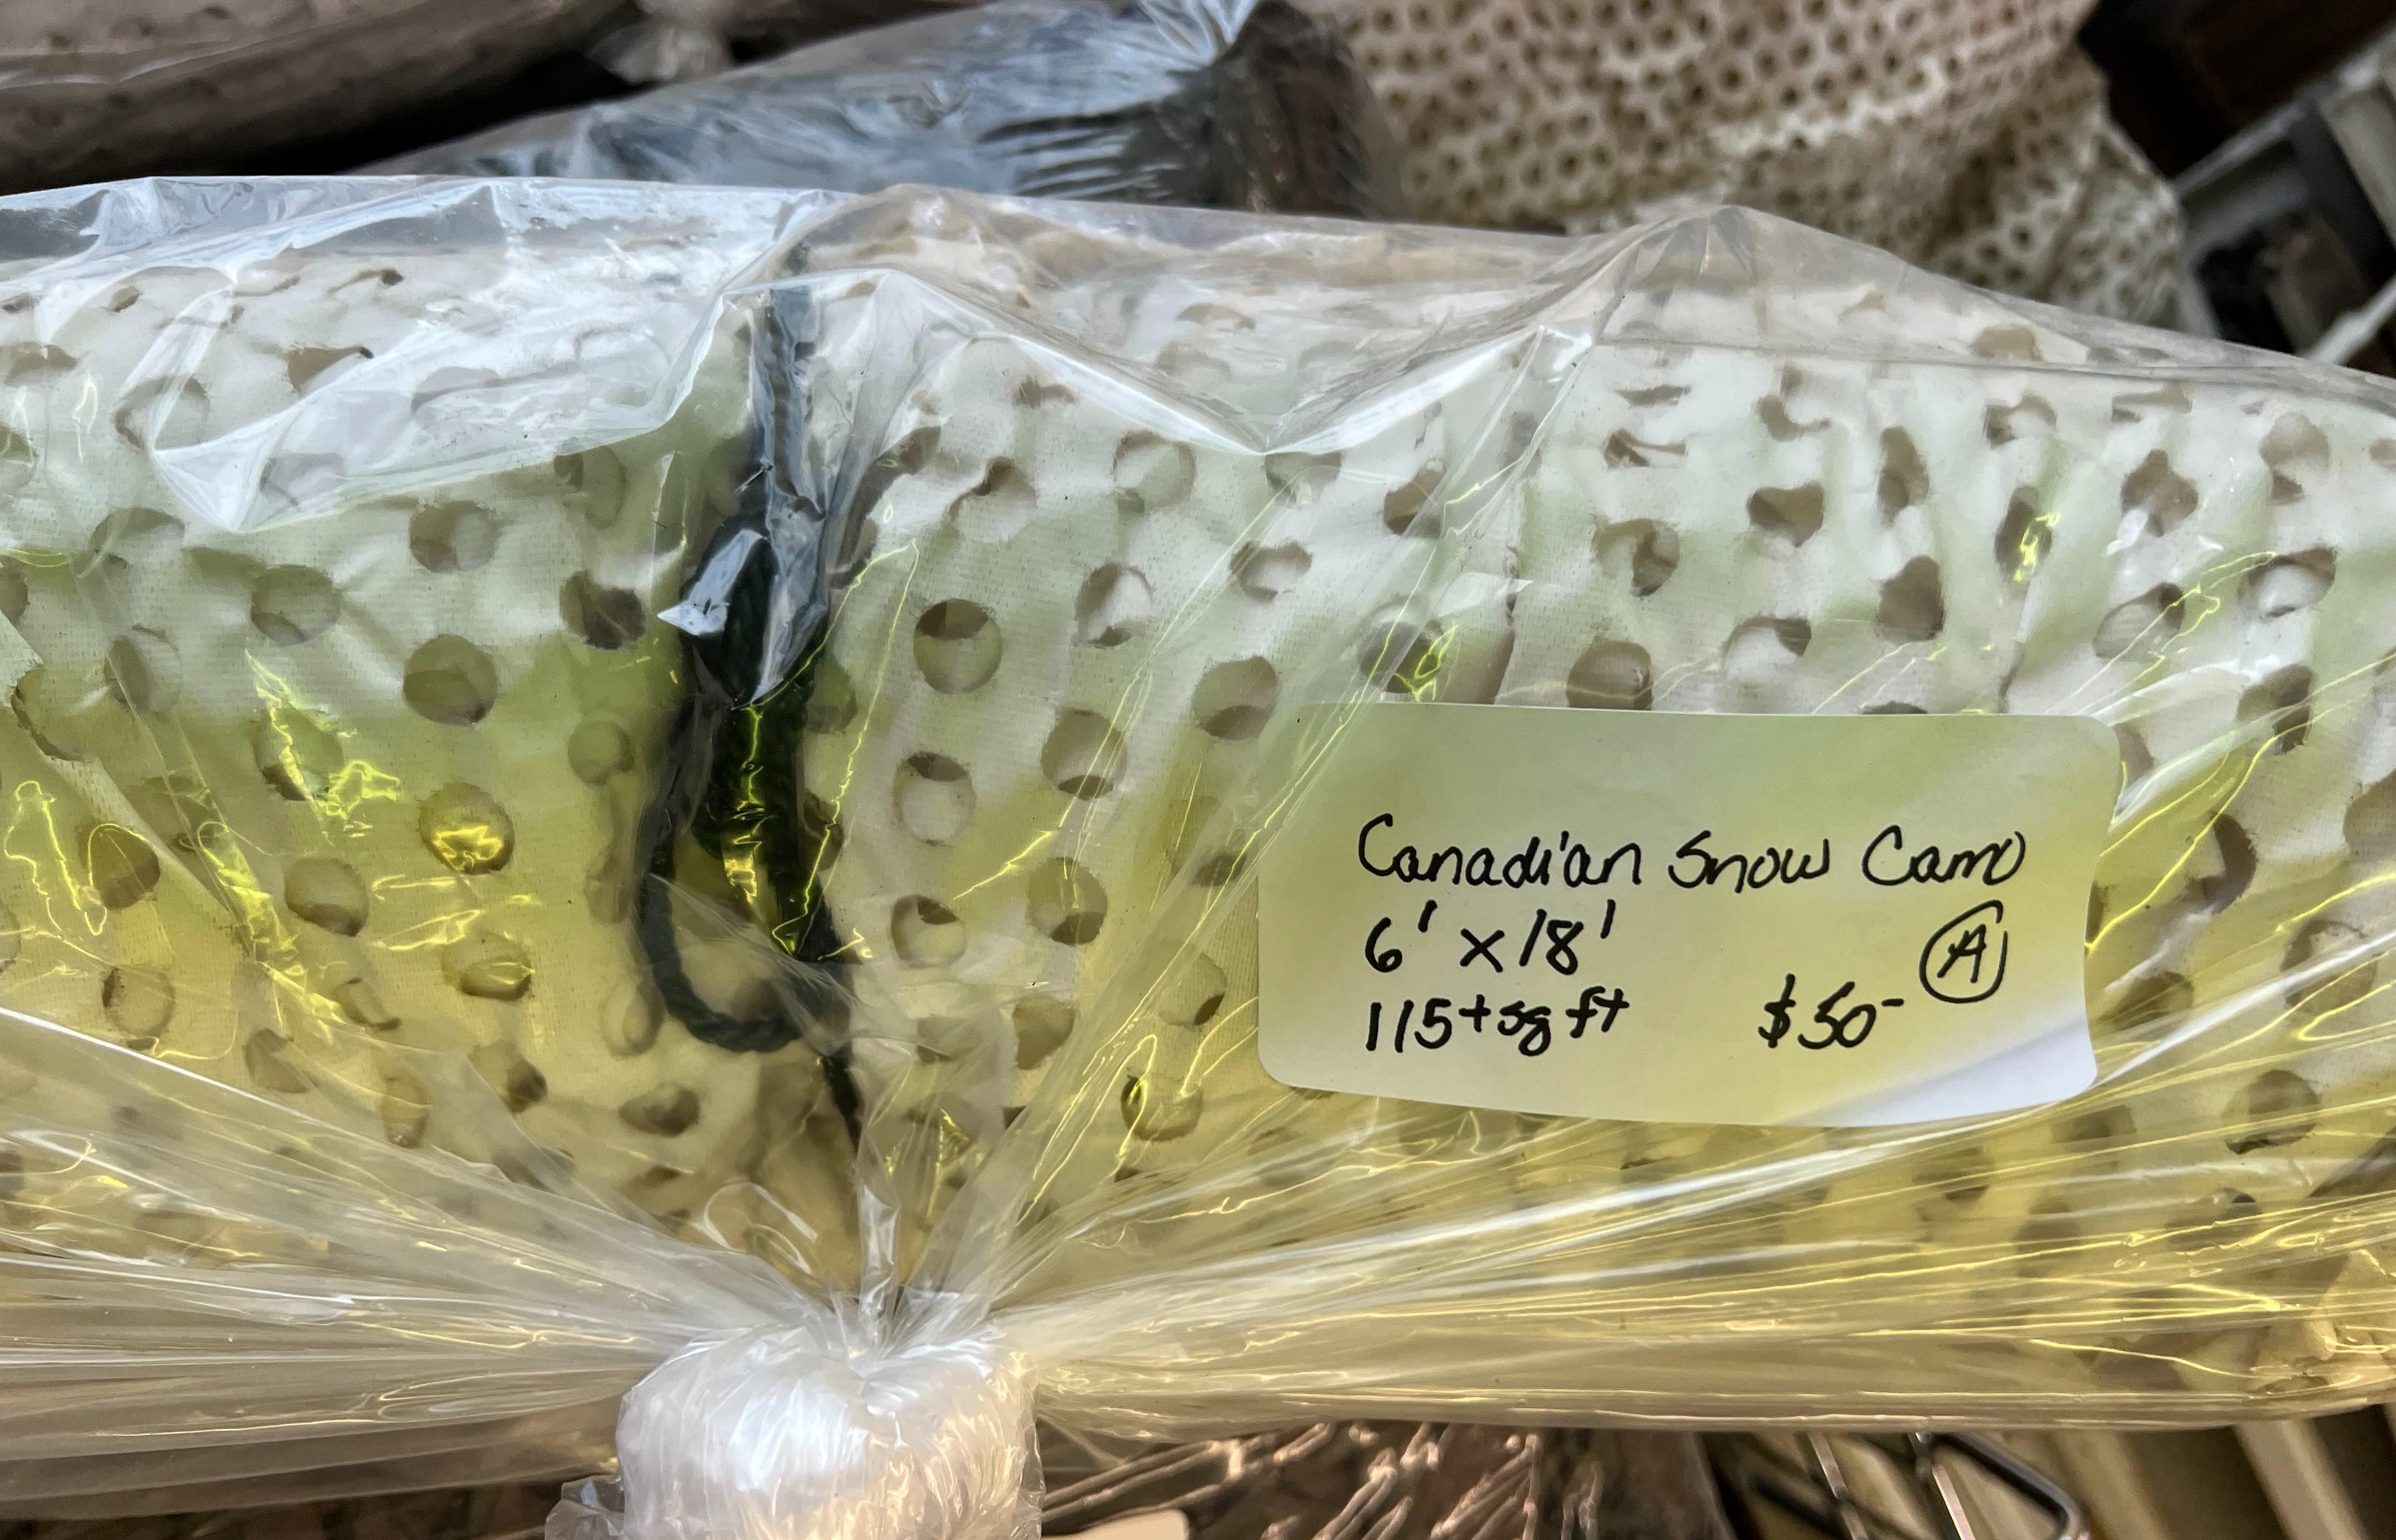 Canadian Snow Camo
6' x 18'
115+ sq ft $50-
A